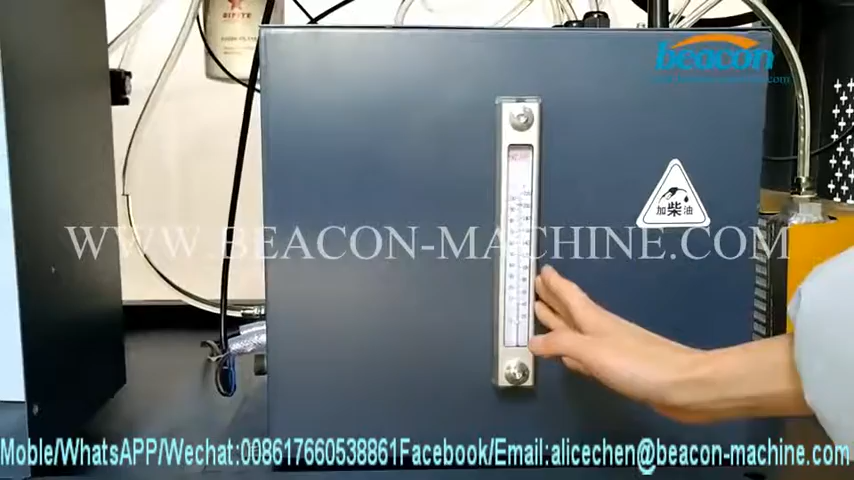 beacon
加柴油
WWW.BEACON-MACHINE.COM
Moble/WhatsAPP/Wechat:008617660538861Facebook/Email:alicechen@beacon-machine.com